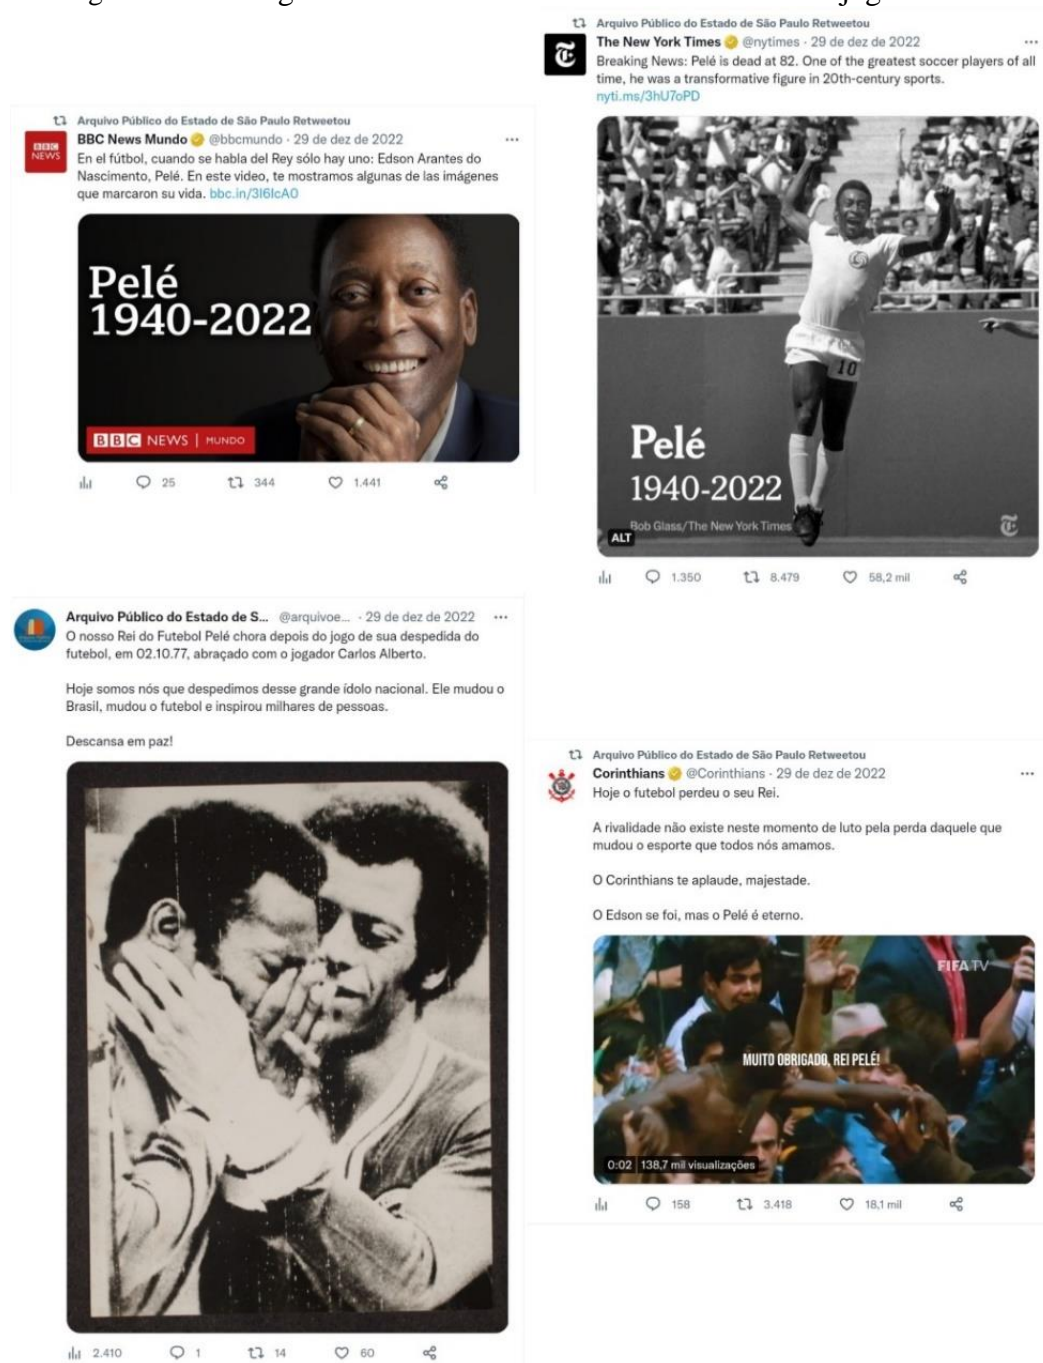 Arquivo Público do Estado de São Paulo Retweetou
BBC News Mundo @bbcmundo · 29 de dez de 2022
En el fútbol, cuando se habla del Rey sólo hay uno: Edson Arantes do
Nascimento, Pelé. En este video, te mostramos algunas de las imágenes
que marcaron su vida. bbc.in/3I6IcA0
BBC
NEWS
Pelé
1940-2022
BBC NEWS | MUNDO
25 344 1.441
Arquivo Público do Estado de São Paulo Retweetou
The New York Times @nytimes · 29 de dez de 2022
Breaking News: Pelé is dead at 82. One of the greatest soccer players of all
time, he was a transformative figure in 20th-century sports.
nyti.ms/3hU7oPD
10
Pelé
1940-2022
Bob Glass/The New York Times
ALT
1.350 8.479 58,2 mil
Arquivo Público do Estado de S... @arquivoe... · 29 de dez de 2022
O nosso Rei do Futebol Pelé chora depois do jogo de sua despedida do
futebol, em 02.10.77, abraçado com o jogador Carlos Alberto.
Hoje somos nós que despedimos desse grande ídolo nacional. Ele mudou o
Brasil, mudou o futebol e inspirou milhares de pessoas.
Descansa em paz!
2.410 1 14 60
Arquivo Público do Estado de São Paulo Retweetou
Corinthians @Corinthians · 29 de dez de 2022
Hoje o futebol perdeu o seu Rei.
A rivalidade não existe neste momento de luto pela perda daquele que
mudou o esporte que todos nós amamos.
O Corinthians te aplaude, majestade.
O Edson se foi, mas o Pelé é eterno.
FIFA TV
MUITO OBRIGADO, REI PELÉ!
0:02 138,7 mil visualizações
158 3.418 18,1 mil